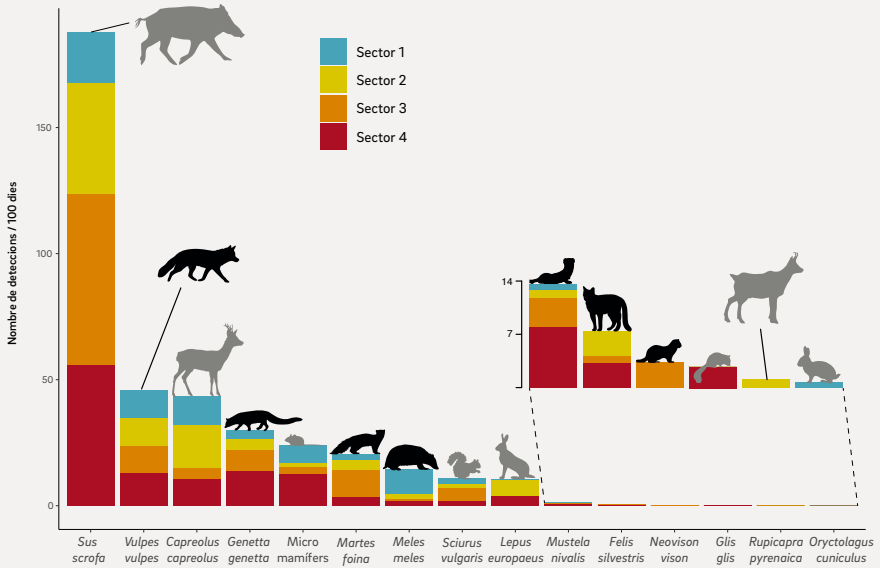 Nombre de deteccions / 100 dies
150
100
50
0
Sector 1
Sector 2
Sector 3
Sector 4
14
7
Sus
scrofa
Vulpes
vulpes
Capreolus
capreolus
Genetta
genetta
Micro
mamífers
Martes
foina
Meles
meles
Sciurus
vulgaris
Lepus
europaeus
Mustela
nivalis
Felis
silvestris
Neovison
vison
Glis
glis
Rupicapra
pyrenaica
Oryctolagus
cuniculus